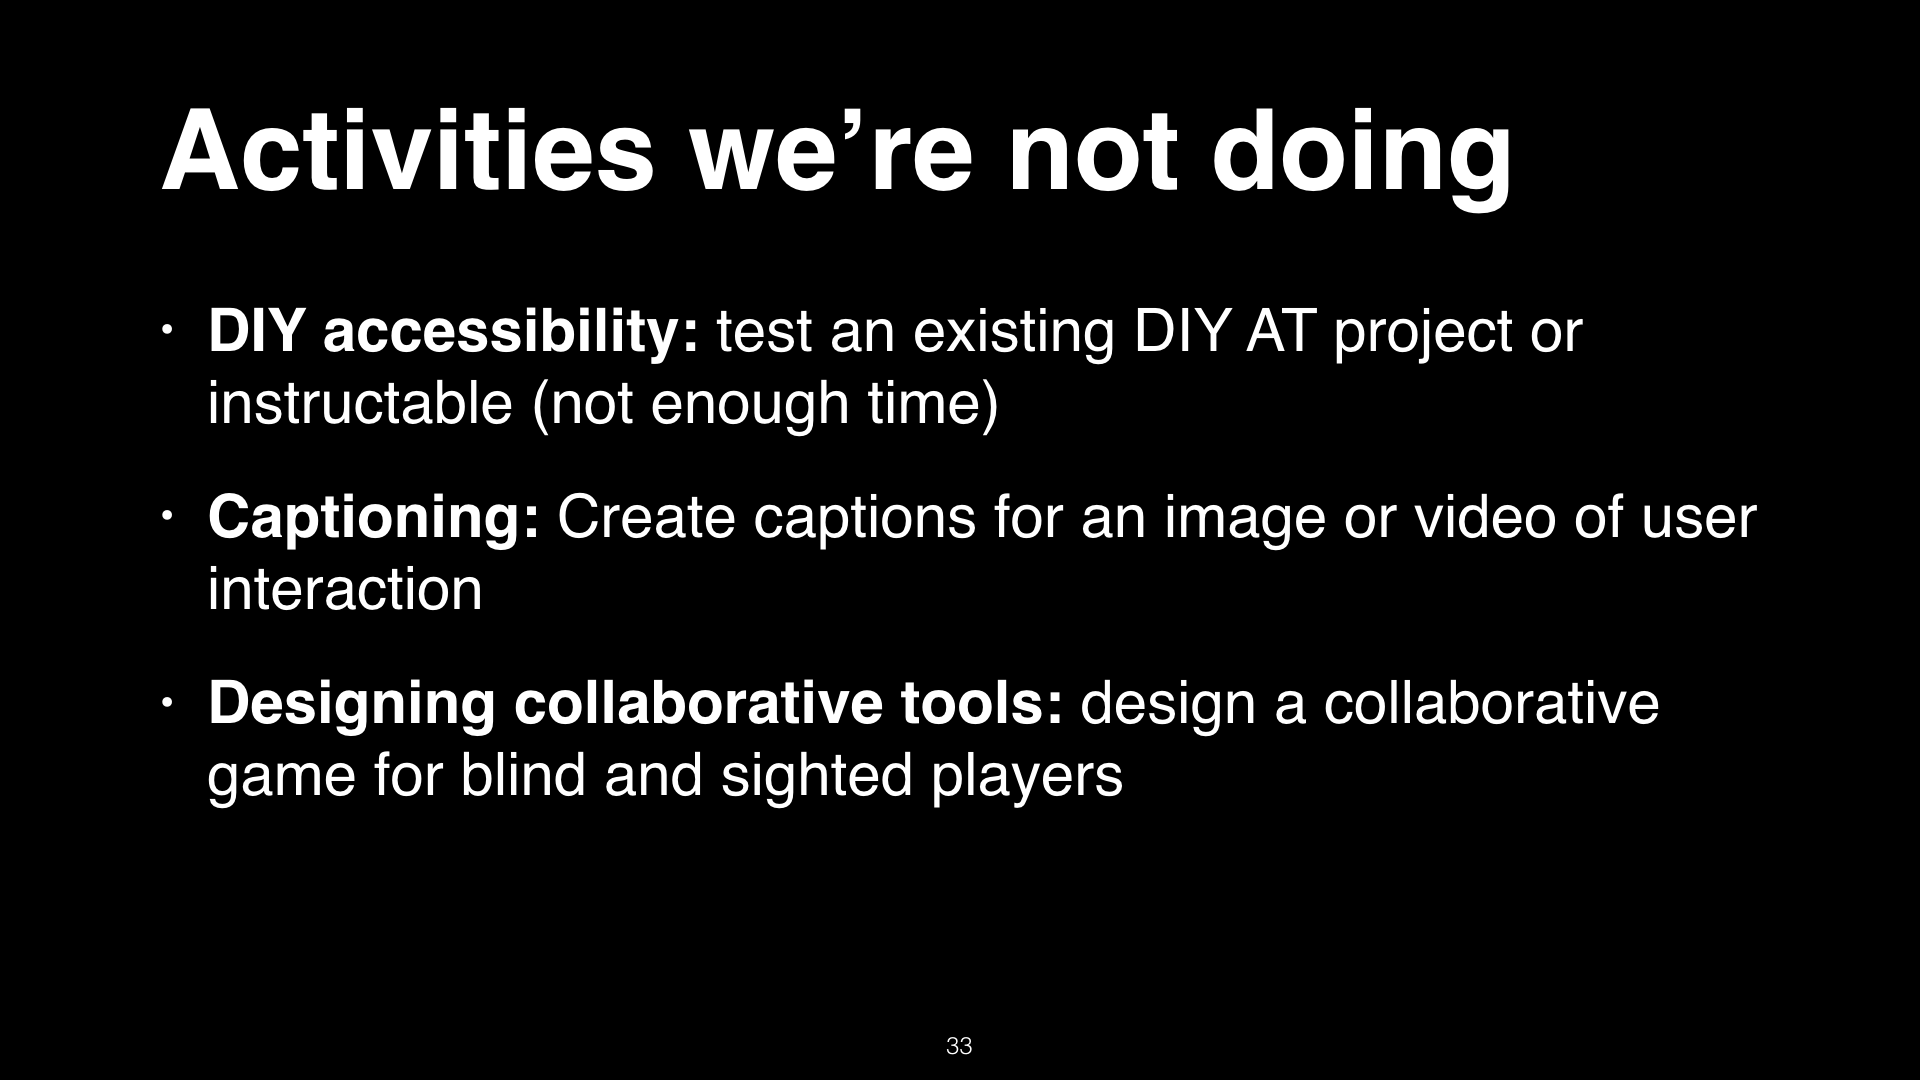 Activities we’re not doing
• DIY accessibility: test an existing DIY AT project or
instructable (not enough time)
• Captioning: Create captions for an image or video of user
interaction
• Designing collaborative tools: design a collaborative
game for blind and sighted players
33